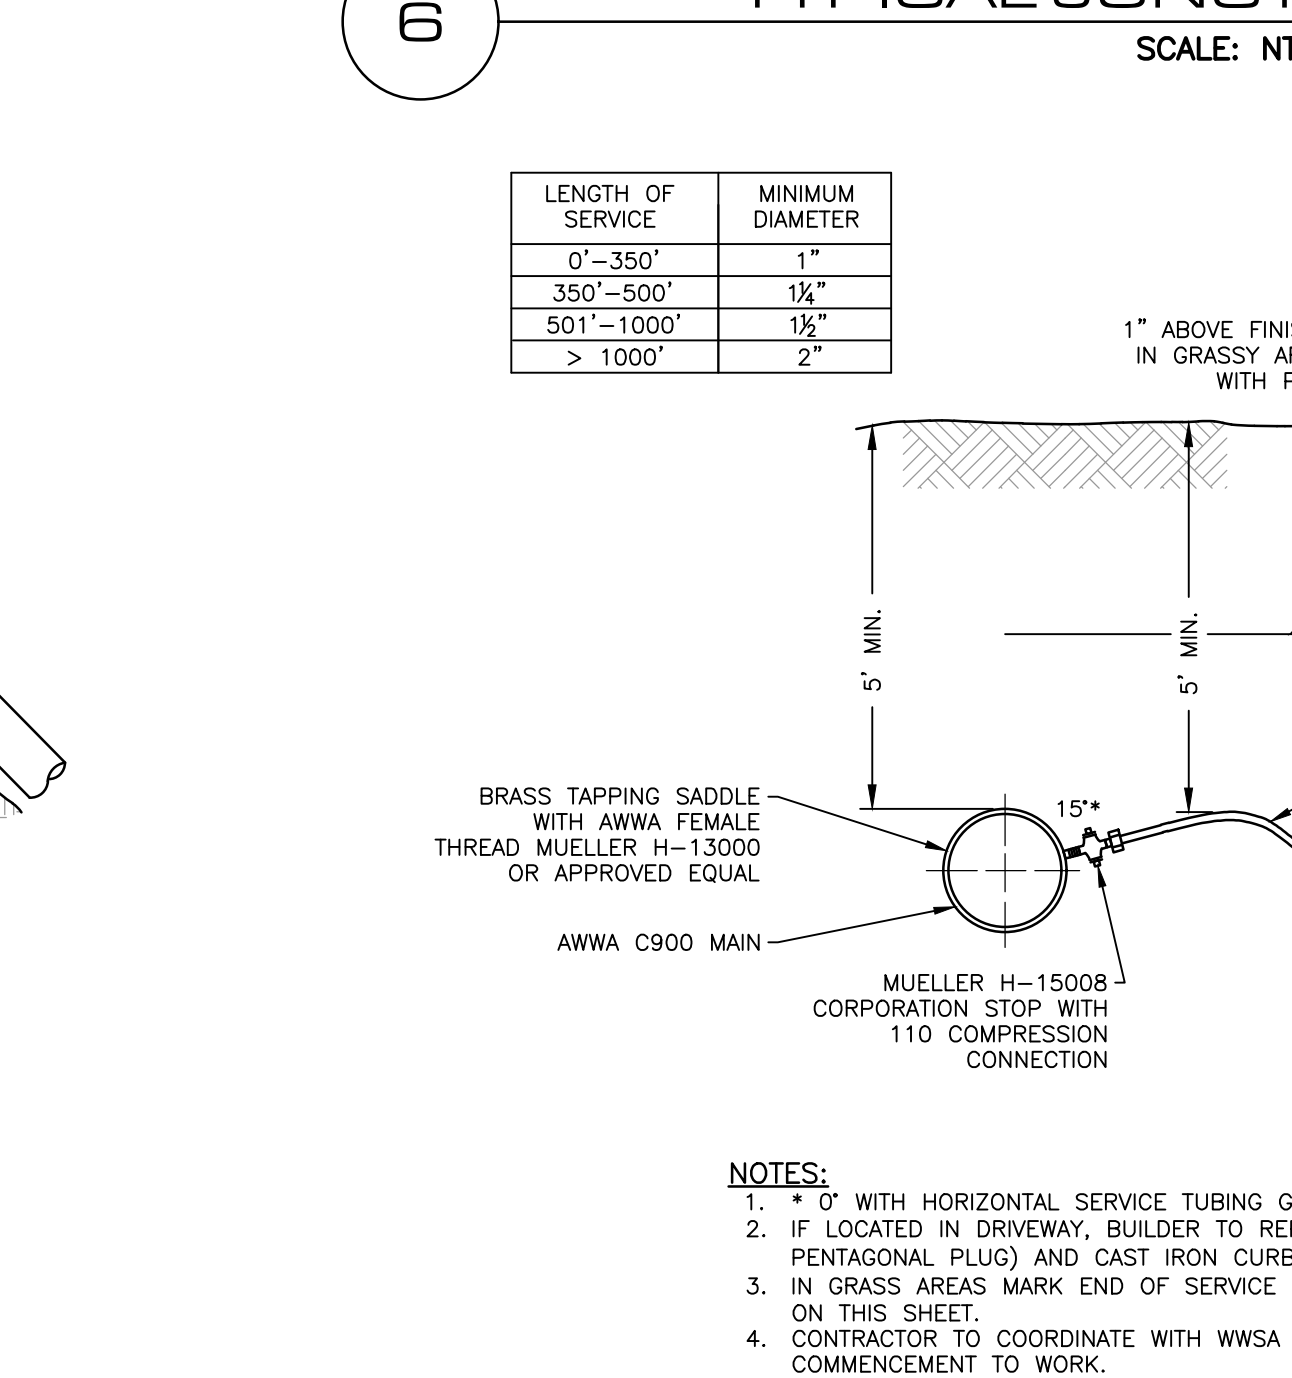 6
SCALE:
LENGTH OF SERVICE MINIMUM DIAMETER
0'-350' 1"
350'-500' 1¼"
501'-1000' 1½"
> 1000' 2"
1" ABOVE
IN GRASSY
WITH
5' MIN.
5' MIN.
BRASS TAPPING SADDLE
WITH AWWA FEMALE
THREAD MUELLER H-13000
OR APPROVED EQUAL
15°*
AWWA C900 MAIN
MUELLER H-15008
CORPORATION STOP WITH
110 COMPRESSION
CONNECTION
NOTES:
1. * 0° WITH HORIZONTAL SERVICE TUBING
2. IF LOCATED IN DRIVEWAY, BUILDER TO
PENTAGONAL PLUG) AND CAST IRON CURB
3. IN GRASS AREAS MARK END OF SERVICE
ON THIS SHEET.
4. CONTRACTOR TO COORDINATE WITH WWSA
COMMENCEMENT TO WORK.